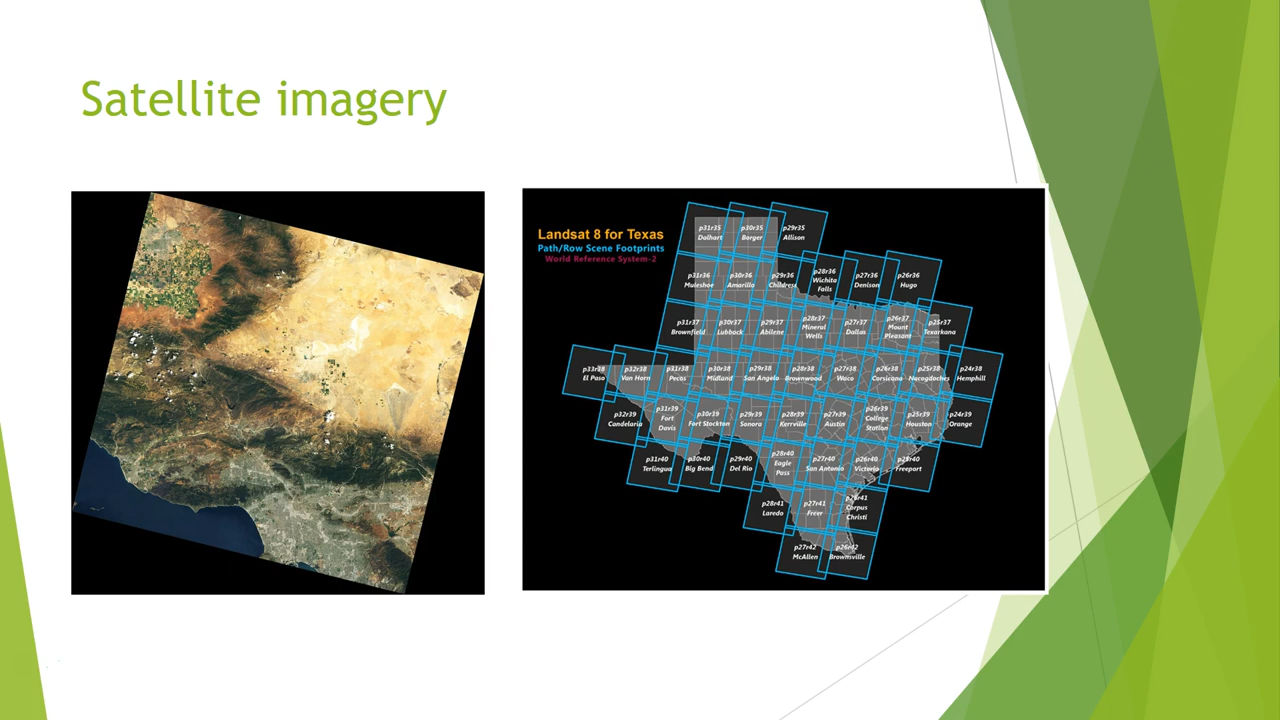 Satellite imagery
Landsat 8 for Texas
Path/Row Scene Footprints
World Reference System-2
p31r35
Dalhart
p30r35
Borger
p29r35
Allison
p31r36
Muleshoe
p30r36
Amarillo
p29r36
Childress
p28r36
Wichita
Falls
p27r36
Denison
p26r36
Hugo
p31r37
Brownfield
p30r37
Lubbock
p29r37
Abilene
p28r37
Mineral
Wells
p27r37
Dallas
p26r37
Mount
Pleasant
p25r37
Texarkana
p33r38
El Paso
p32r38
Van Horn
p31r38
Pecos
p30r38
Midland
p29r38
San Angelo
p28r38
Brownwood
p27r38
Waco
p26r38
Corsicana
p25r38
Nacogdoches
p24r38
Hemphill
p32r39
Candelaria
p31r39
Fort
Davis
p30r39
Fort Stockton
p29r39
Sonora
p28r39
Kerrville
p27r39
Austin
p26r39
College
Station
p25r39
Houston
p24r39
Orange
p31r40
Terlingua
p30r40
Big Bend
p29r40
Del Rio
p28r40
Eagle
Pass
p27r40
San Antonio
p26r40
Victoria
p25r40
Freeport
p28r41
Laredo
p27r41
Freer
p26r41
Corpus
Christi
p27r42
McAllen
p26r42
Brownsville